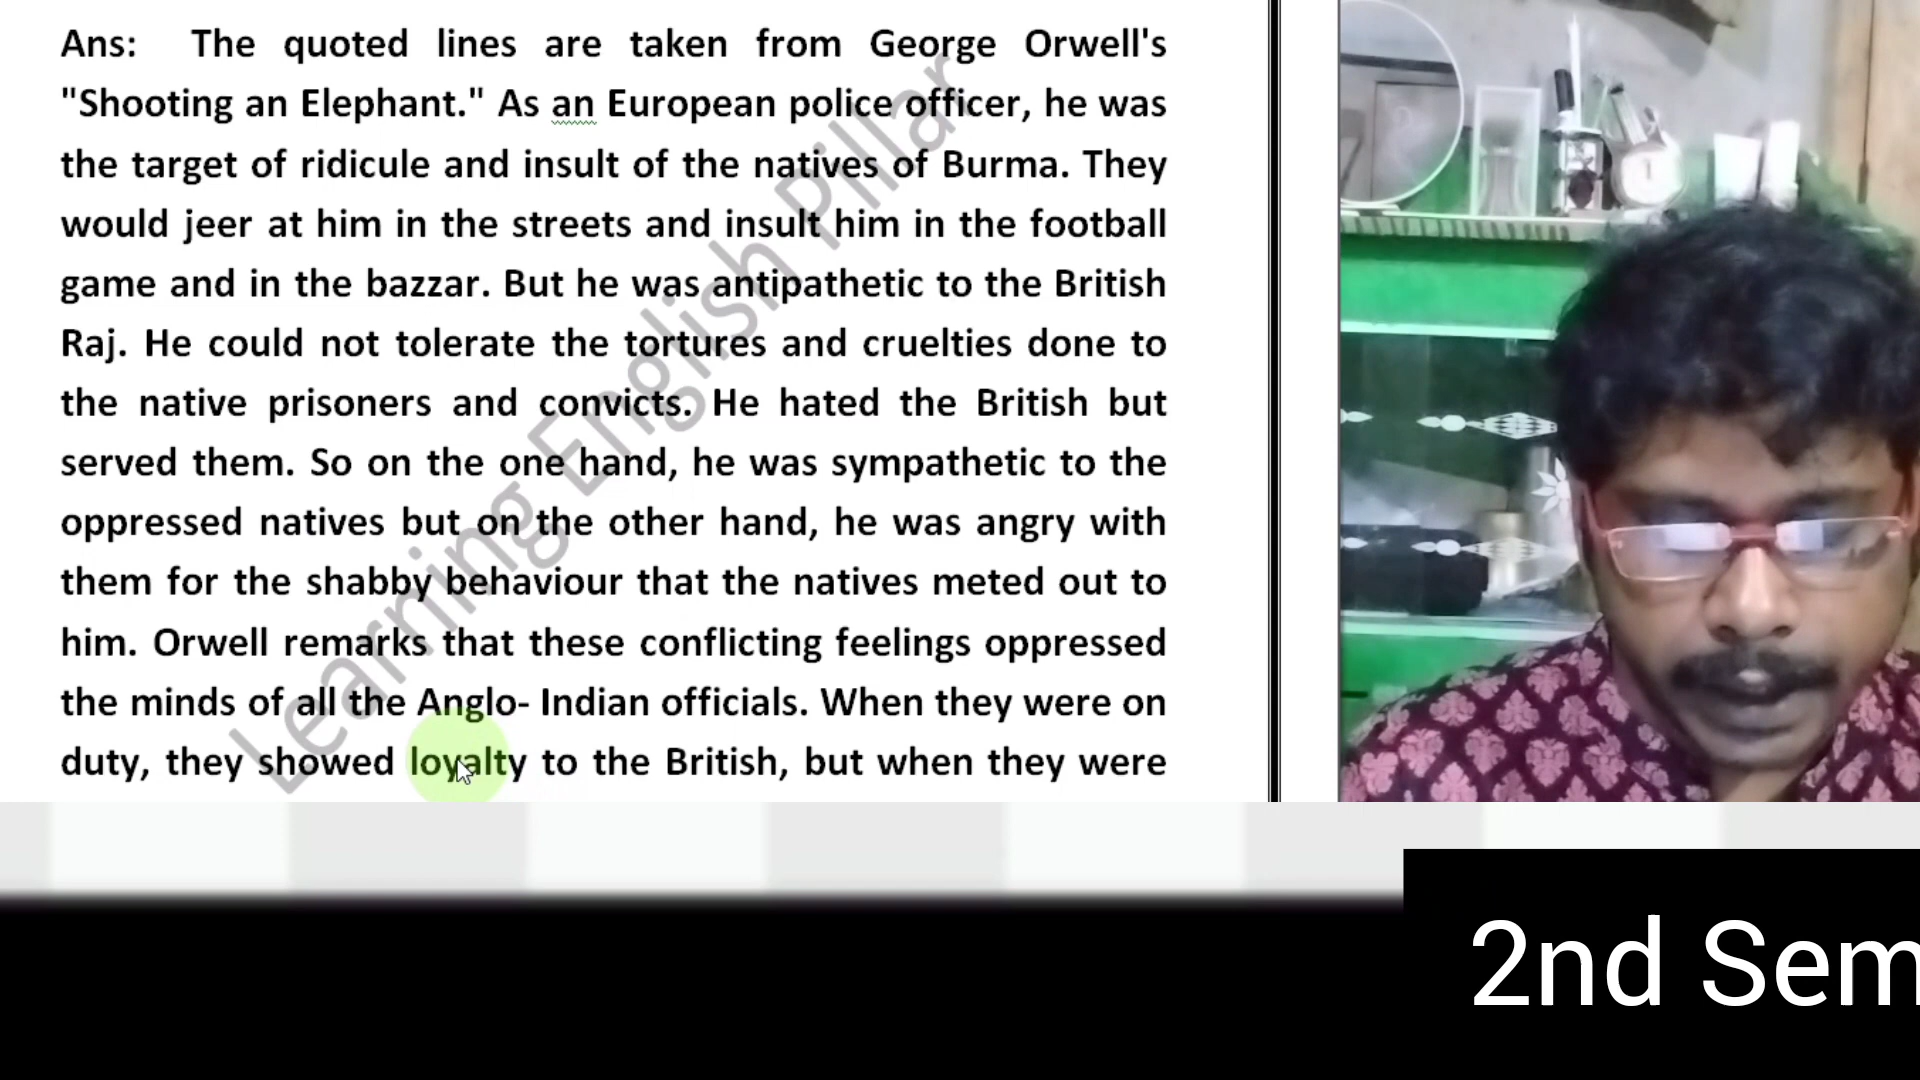 Ans: The quoted lines are taken from George Orwell's
"Shooting an Elephant." As an European police officer, he was
the target of ridicule and insult of the natives of Burma. They
would jeer at him in the streets and insult him in the football
game and in the bazzar. But he was antipathetic to the British
Raj. He could not tolerate the tortures and cruelties done to
the native prisoners and convicts. He hated the British but
served them. So on the one hand, he was sympathetic to the
oppressed natives but on the other hand, he was angry with
them for the shabby behaviour that the natives meted out to
him. Orwell remarks that these conflicting feelings oppressed
the minds of all the Anglo- Indian officials. When they were on
duty, they showed loyalty to the British, but when they were
Learning English Pillar
2nd Sem